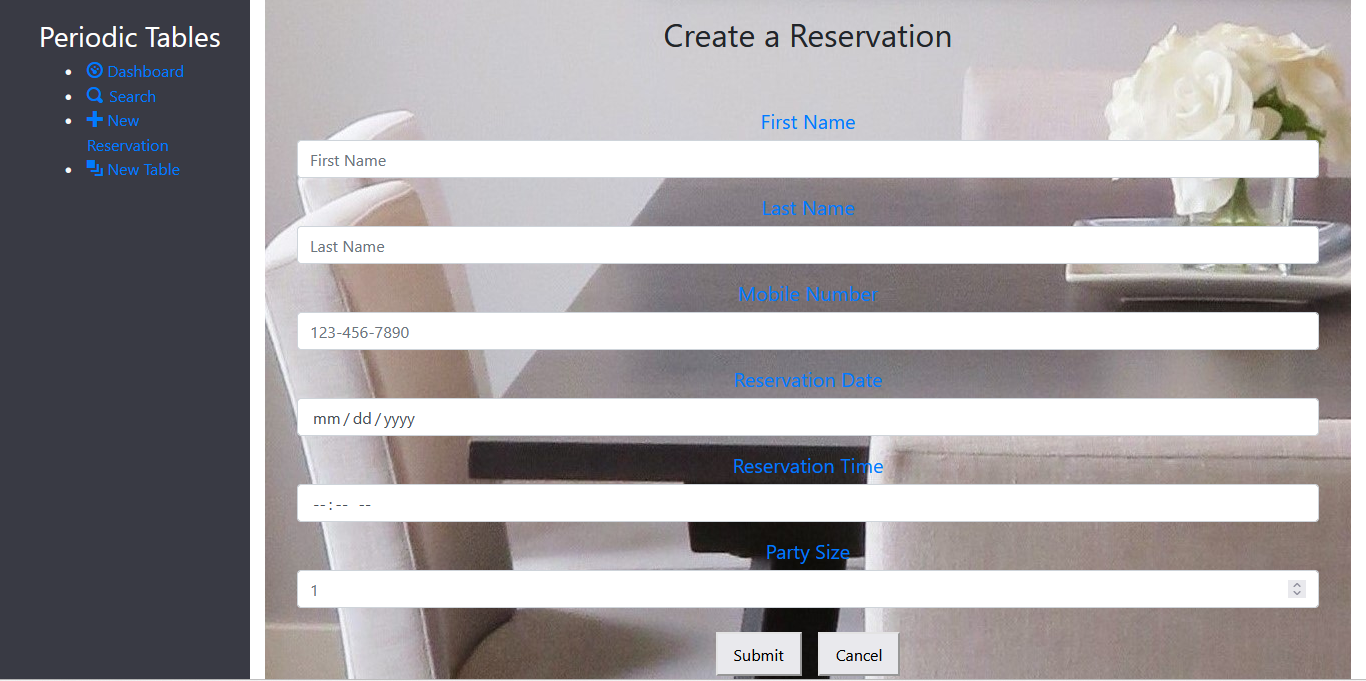 Periodic Tables
Dashboard
Search
New
Reservation
New Table
Create a Reservation
First Name
First Name
Last Name
Last Name
Mobile Number
123-456-7890
Reservation Date
mm/dd/yyyy
Reservation Time
--:-- --
Party Size
1
Submit Cancel